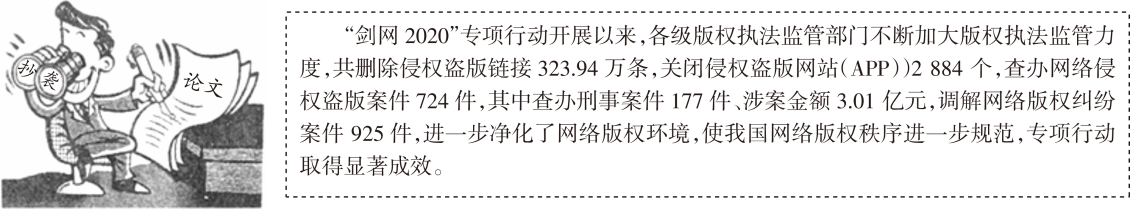 抄袭
论文
“剑网 2020”专项行动开展以来,各级版权执法监管部门不断加大版权执法监管力
度,共删除侵权盗版链接 323.94 万条,关闭侵权盗版网站(APP))2 884 个,查办网络侵
权盗版案件 724 件,其中查办刑事案件 177 件、涉案金额 3.01 亿元,调解网络版权纠纷
案件 925 件,进一步净化了网络版权环境,使我国网络版权秩序进一步规范,专项行动
取得显著成效。